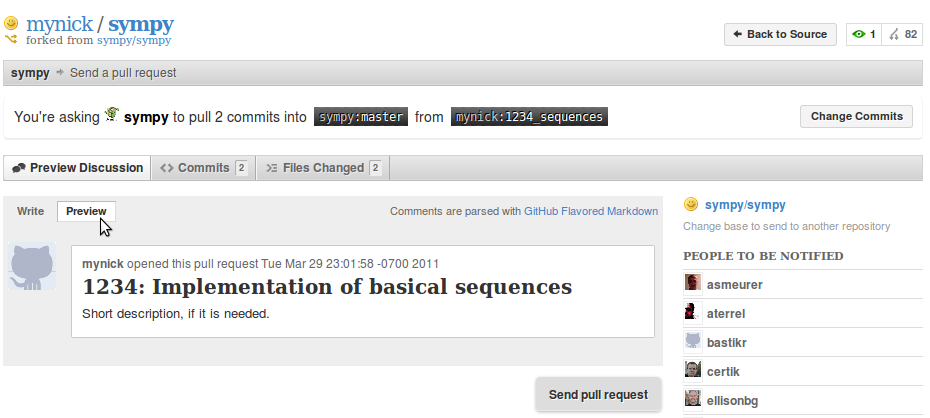 mynick / sympy
forked from sympy/sympy
Back to Source
1
82
sympy Send a pull request
You're asking sympy to pull 2 commits into sympy:master from mynick:1234_sequences
Change Commits
Preview Discussion
Commits 2
Files Changed 2
Write
Preview
Comments are parsed with GitHub Flavored Markdown
mynick opened this pull request Tue Mar 29 23:01:58 -0700 2011
1234: Implementation of basical sequences
Short description, if it is needed.
Send pull request
sympy/sympy
Change base to send to another repository
PEOPLE TO BE NOTIFIED
asmeurer
aterrel
bastikr
certik
ellisonbg